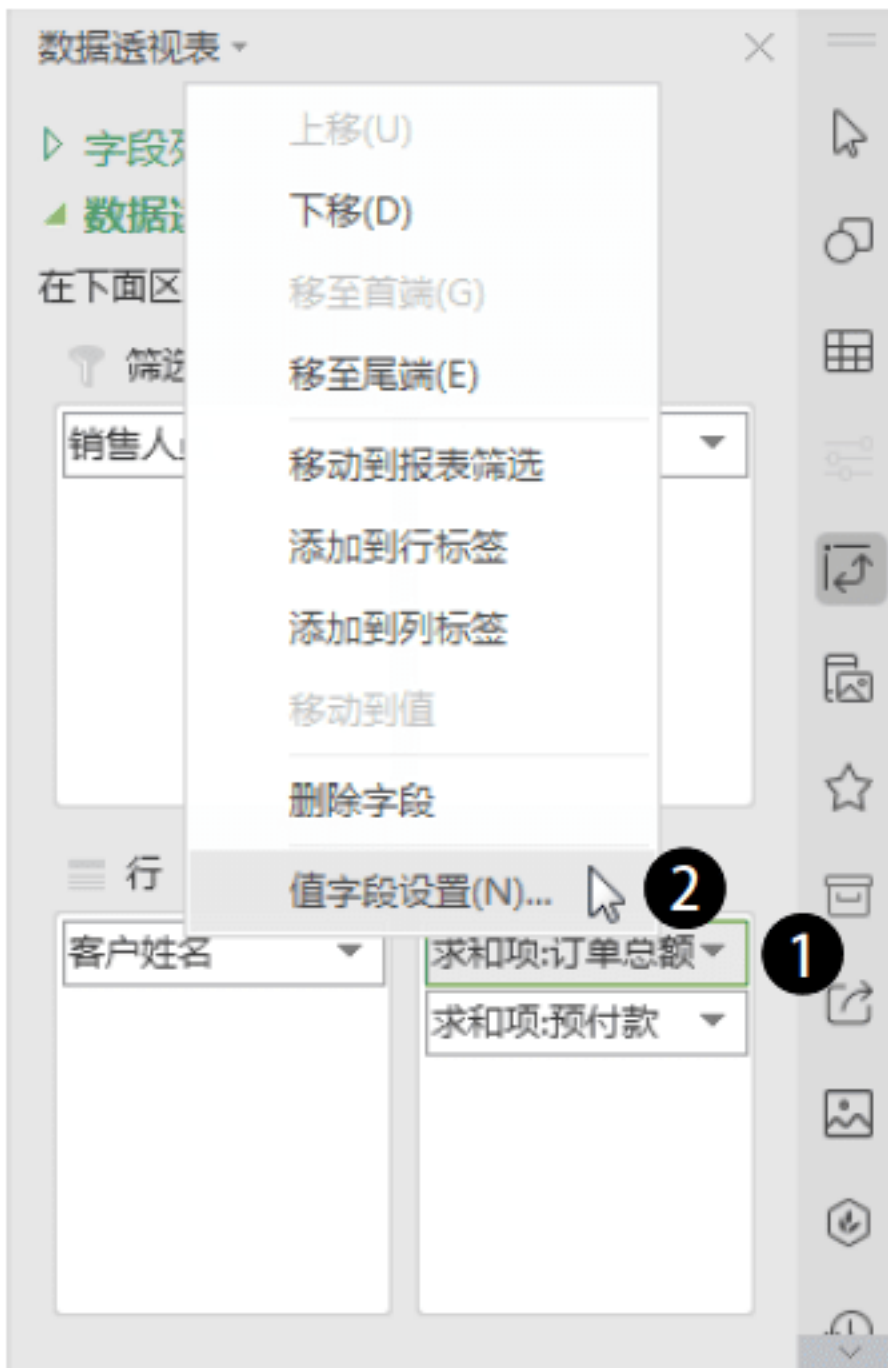 数据透视表
上移(U)
字段
下移(D)
数据
在下面区
移至首端(G)
筛选
移至尾端(E)
销售人
移动到报表筛选
添加到行标签
添加到列标签
移动到值
删除字段
行
值字段设置(N)...
2
客户姓名
求和项:订单总额
1
求和项:预付款